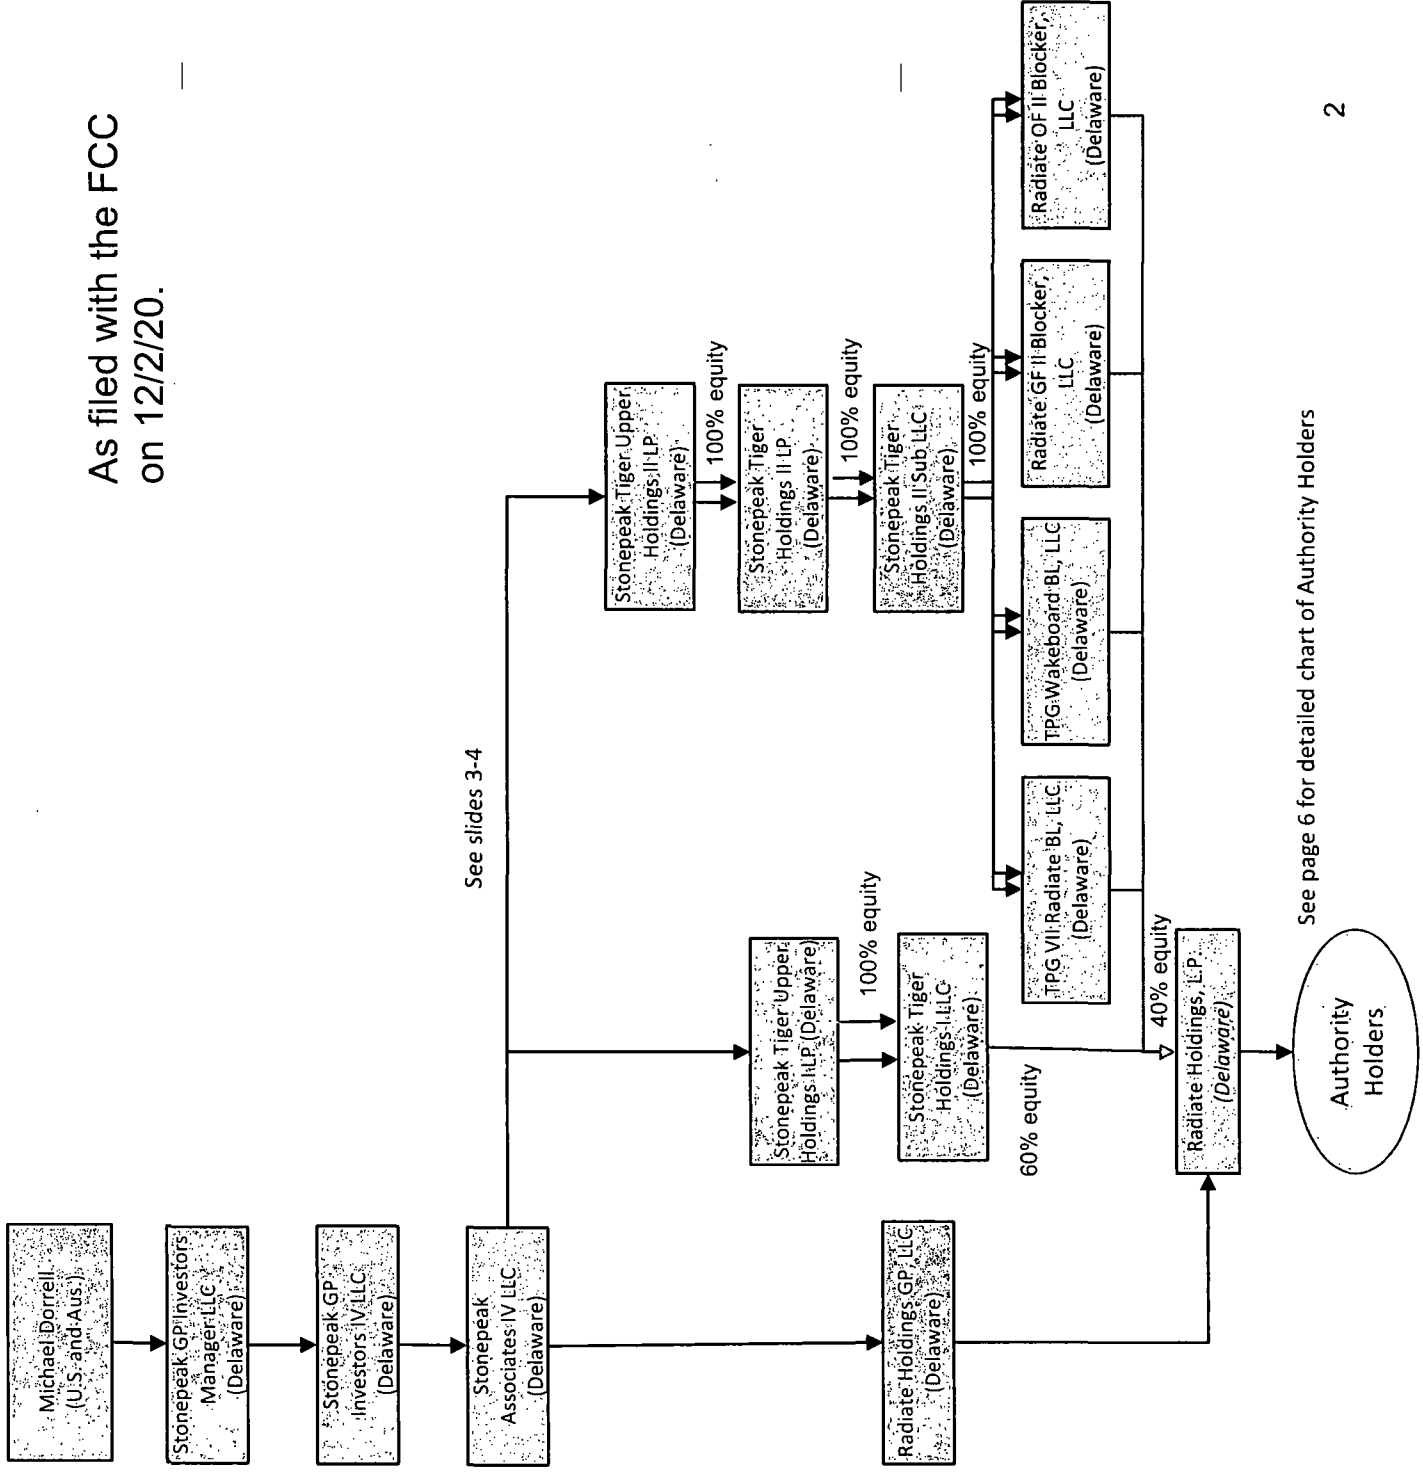 As filed with the FCC
on 12/2/20.
Michael Dorrell
(U.S. and Aus.)
Stonepeak GP Investors
Manager LLC
(Delaware)
Stonepeak GP
Investors IV LLC
(Delaware)
Stonepeak
Associates IV LLC
(Delaware)
See slides 3-4
Stonepeak Tiger Upper
Holdings II LP
(Delaware)
100% equity
Stonepeak Tiger
Holdings II LP
(Delaware)
100% equity
Stonepeak Tiger
Holdings II Sub LLC
(Delaware)
100% equity
Stonepeak Tiger Upper
Holdings I LP (Delaware)
100% equity
Stonepeak Tiger
Holdings I LLC
(Delaware)
60% equity
Radiate Holdings GP, LLC
(Delaware)
TPG VII Radiate BL, LLC
(Delaware)
TPG Wakeboard BL, LLC
(Delaware)
Radiate GF II Blocker,
LLC
(Delaware)
Radiate OF II Blocker,
LLC
(Delaware)
40% equity
Radiate Holdings, L.P.
(Delaware)
Authority
Holders
See page 6 for detailed chart of Authority Holders
2